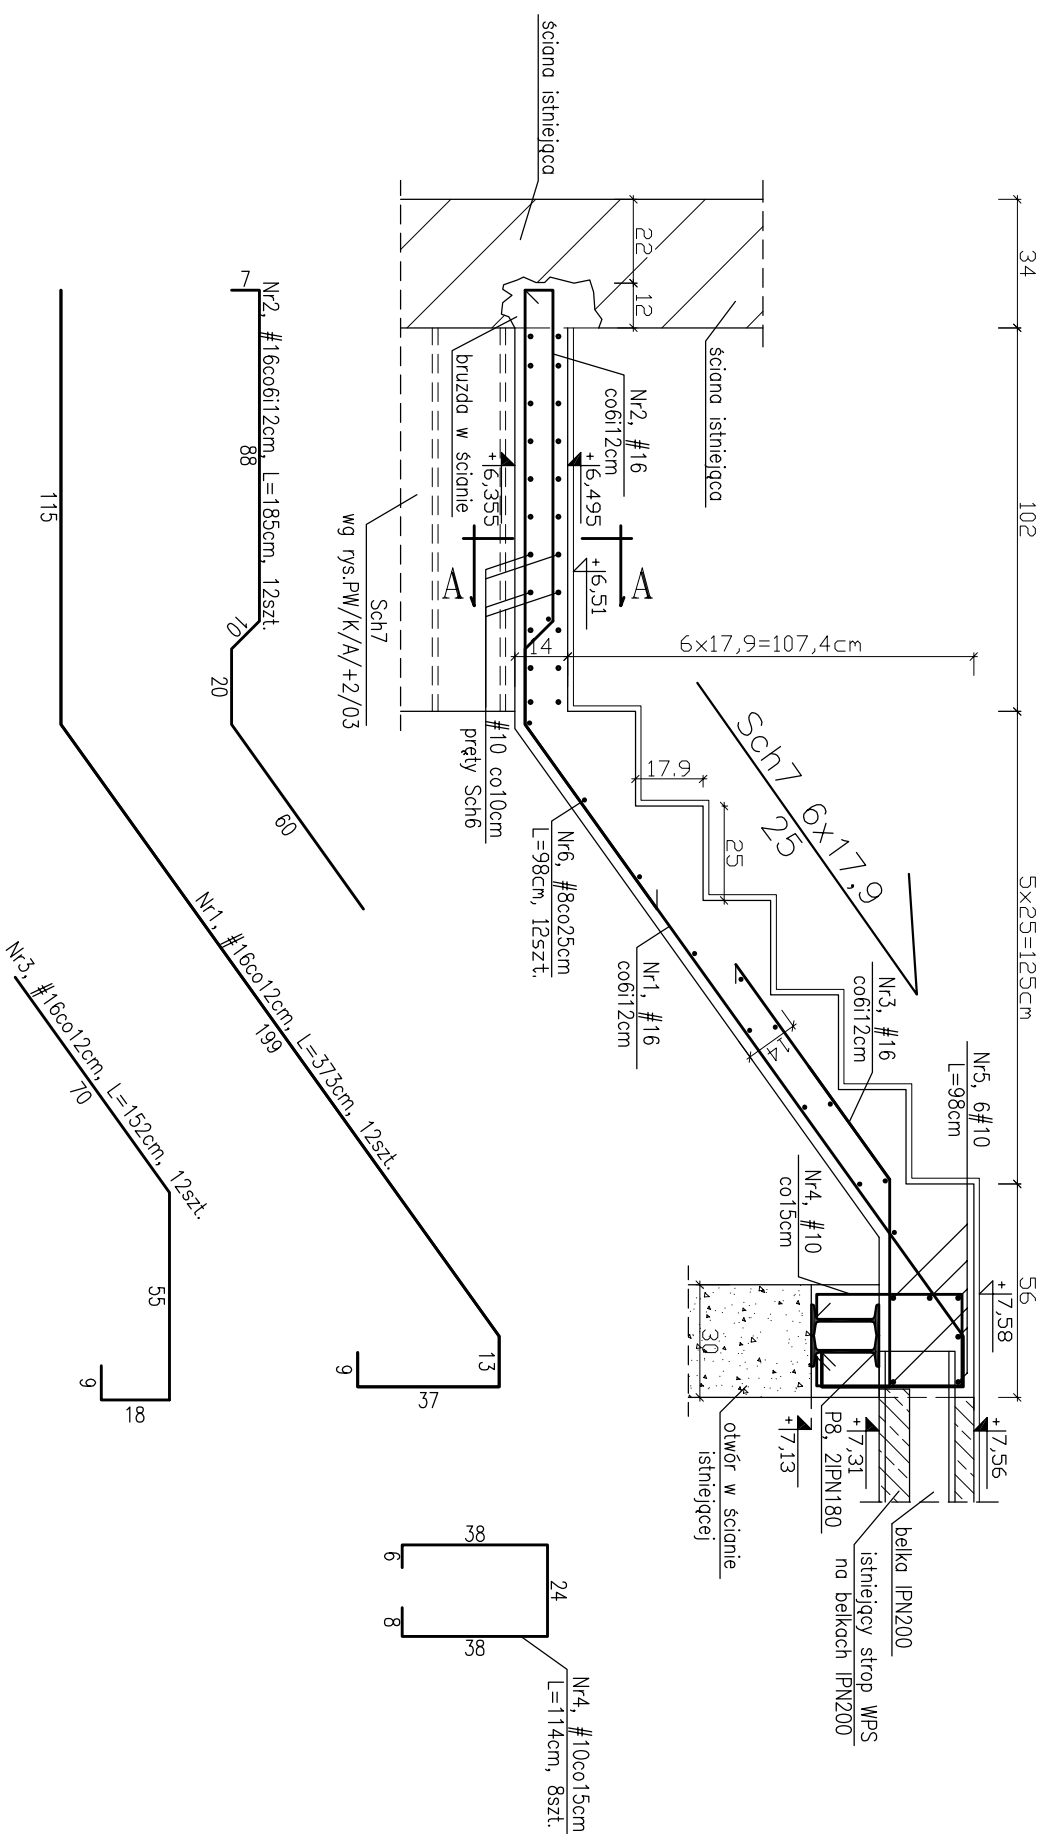 34
102
5x25=125cm
56
ściana istniejąca
22
12
ściana istniejąca
Nr2, #16
co6i12cm
+6,495
+6,355
bruzda w ścianie
A
A
+6,51
14
6x17,9=107,4cm
Sch7 6x17,9
25
17,9
25
Nr3, #16
co6i12cm
Nr5, 6#10
L=98cm
+7,58
+7,56
+7,31
+7,13
Nr4, #10
co15cm
14
Nr1, #16
co6i12cm
Nr6, #8co25cm
L=98cm, 12szt.
#10 co10cm
pręty Sch6
Sch7
wg rys.PW/K/A/+2/03
30
P8, 2IPN180
otwór w ścianie
istniejącej
belka IPN200
istniejący strop WPS
na belkach IPN200
Nr2, #16co6i12cm, L=185cm, 12szt.
7
88
10
20
60
115
Nr1, #16co12cm, L=373cm, 12szt.
199
13
37
9
Nr3, #16co12cm, L=152cm, 12szt.
70
55
18
9
38
24
38
6
8
Nr4, #10co15cm
L=114cm, 8szt.